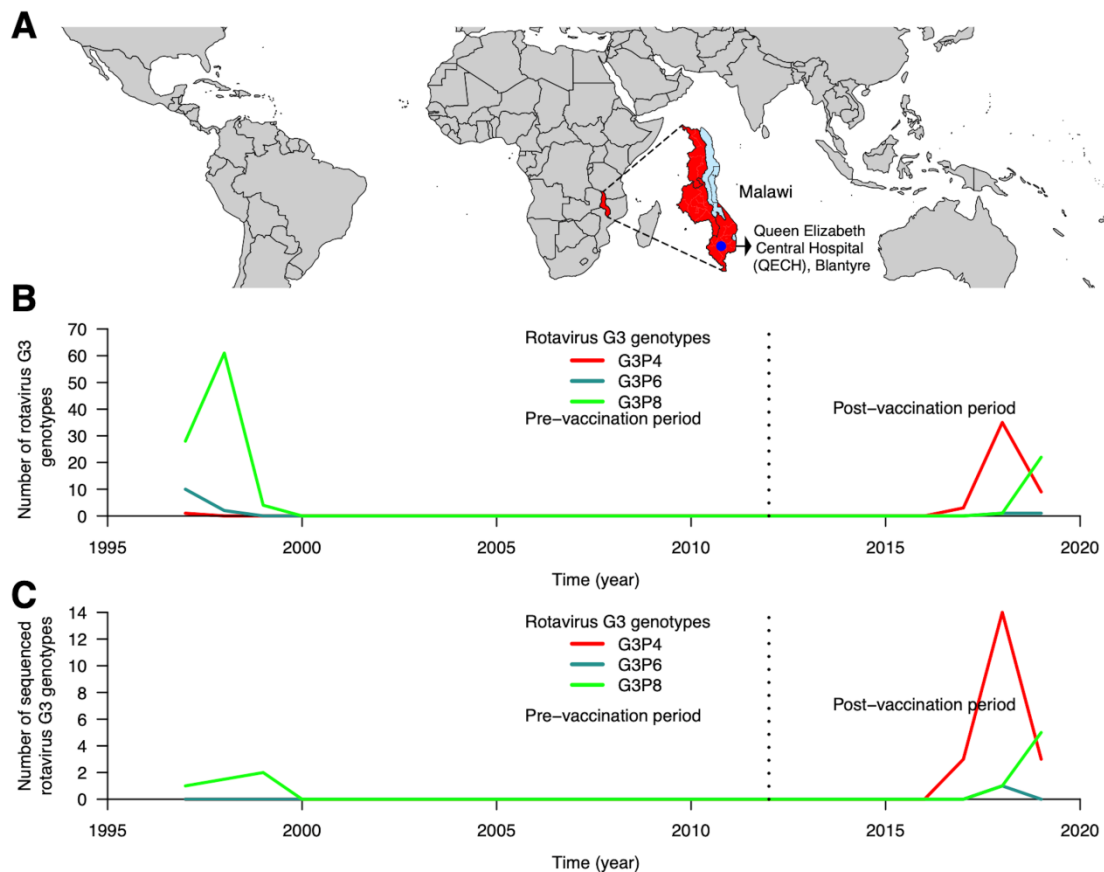 A
Malawi
Queen Elizabeth
Central Hospital
(QECH), Blantyre
B
Number of rotavirus G3
genotypes
70
60
50
40
30
20
10
0
Rotavirus G3 genotypes
G3P4
G3P6
G3P8
Pre−vaccination period
Post−vaccination period
1995
2000
2005
2010
2015
2020
Time (year)
C
Number of sequenced
rotavirus G3 genotypes
14
12
10
8
6
4
2
0
Rotavirus G3 genotypes
G3P4
G3P6
G3P8
Pre−vaccination period
Post−vaccination period
1995
2000
2005
2010
2015
2020
Time (year)